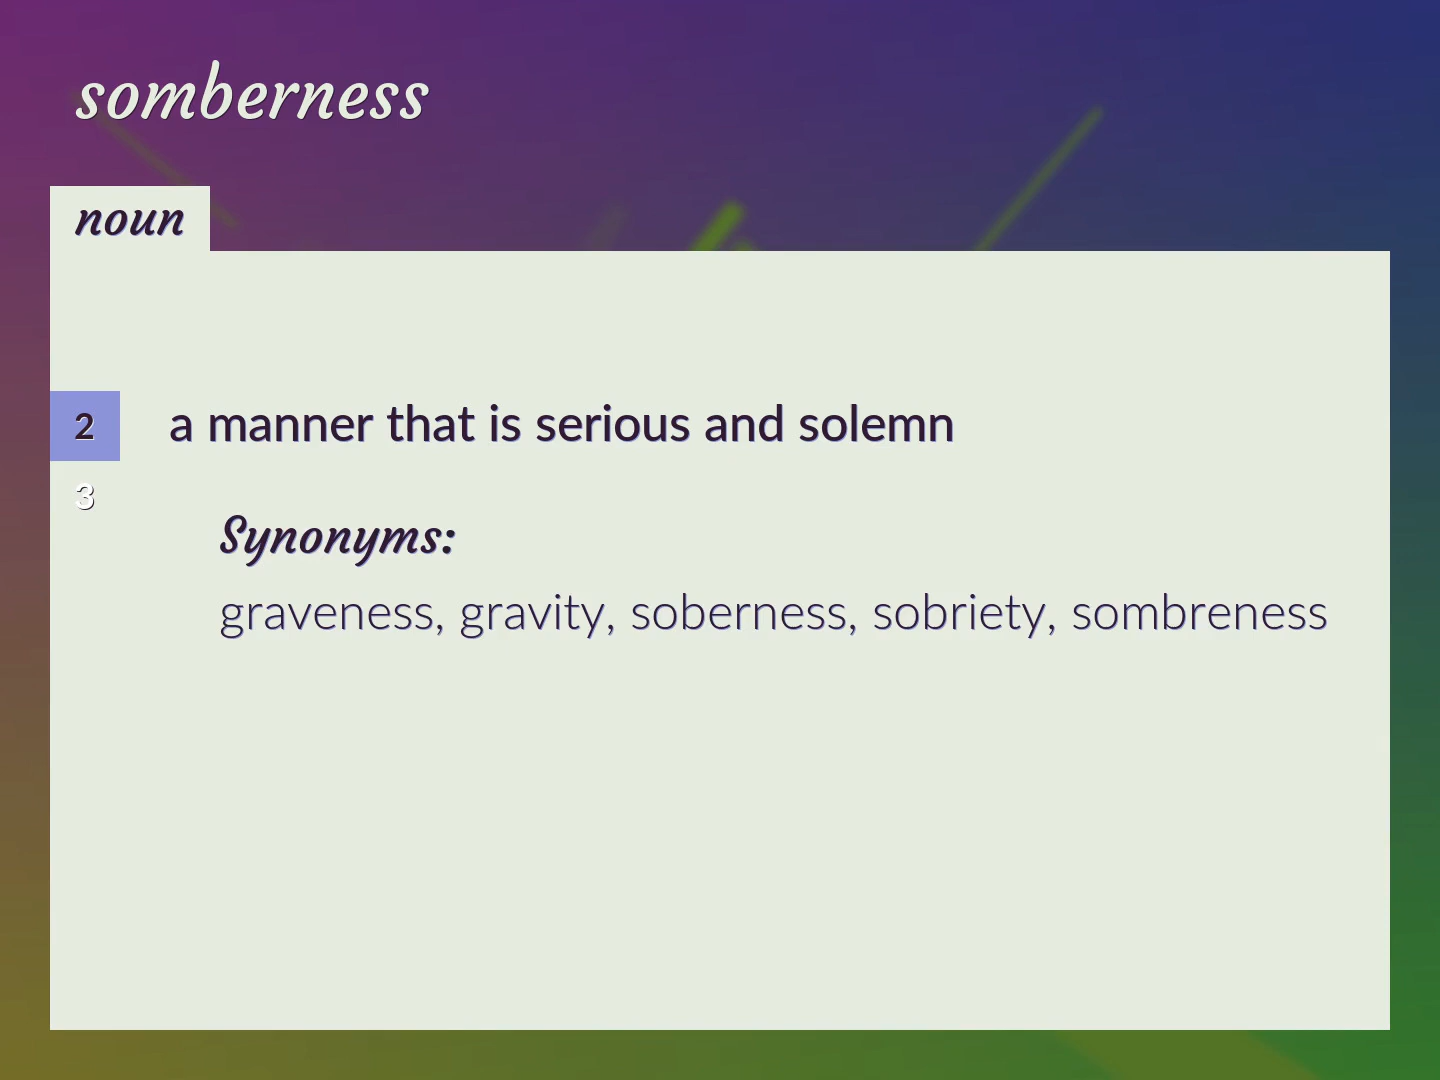 somberness
noun
2
a manner that is serious and solemn
3
Synonyms:
graveness, gravity, soberness, sobriety, sombreness